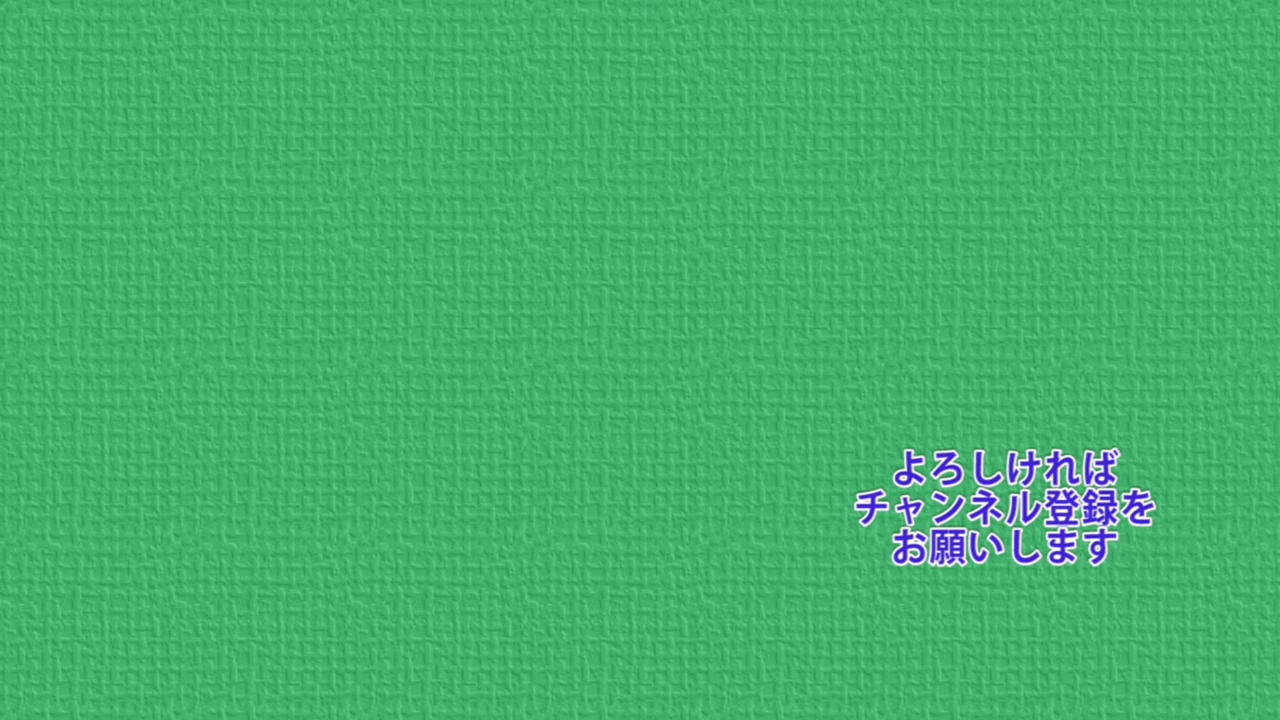 よろしければ
チャンネル登録を
お願いします